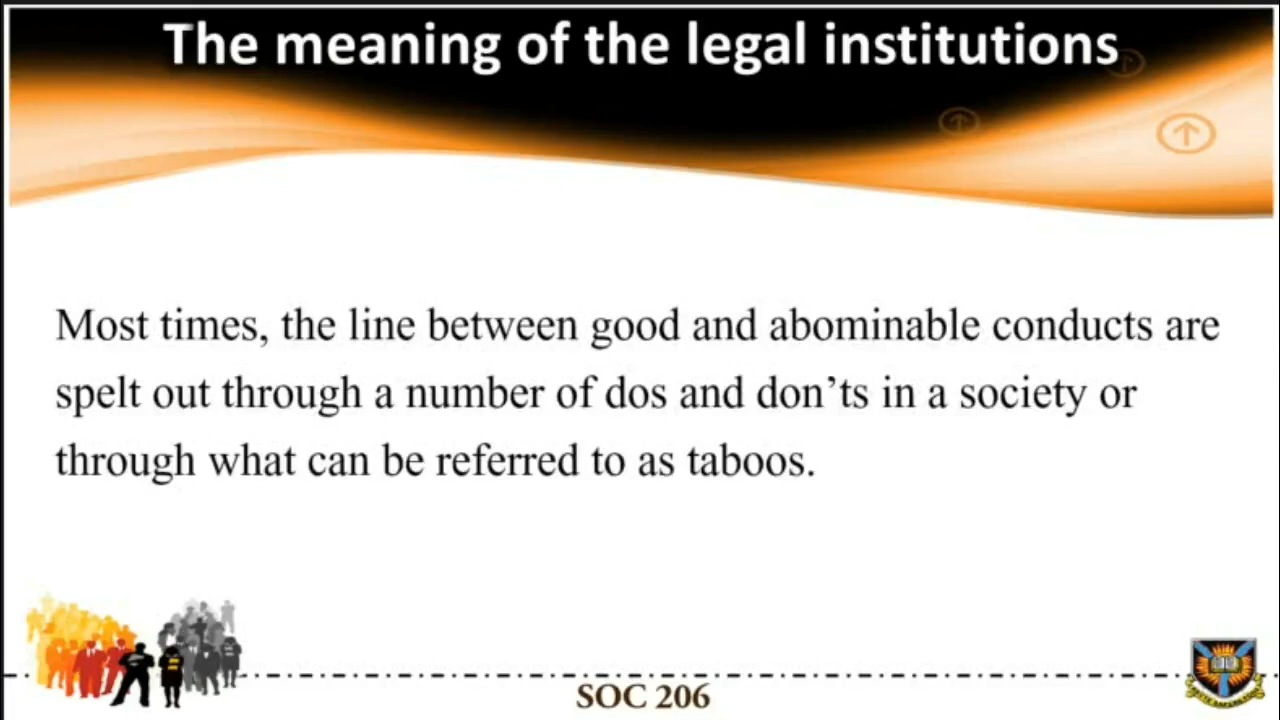 The meaning of the legal institutions
Most times, the line between good and abominable conducts are
spelt out through a number of dos and don’ts in a society or
through what can be referred to as taboos.
SOC 206